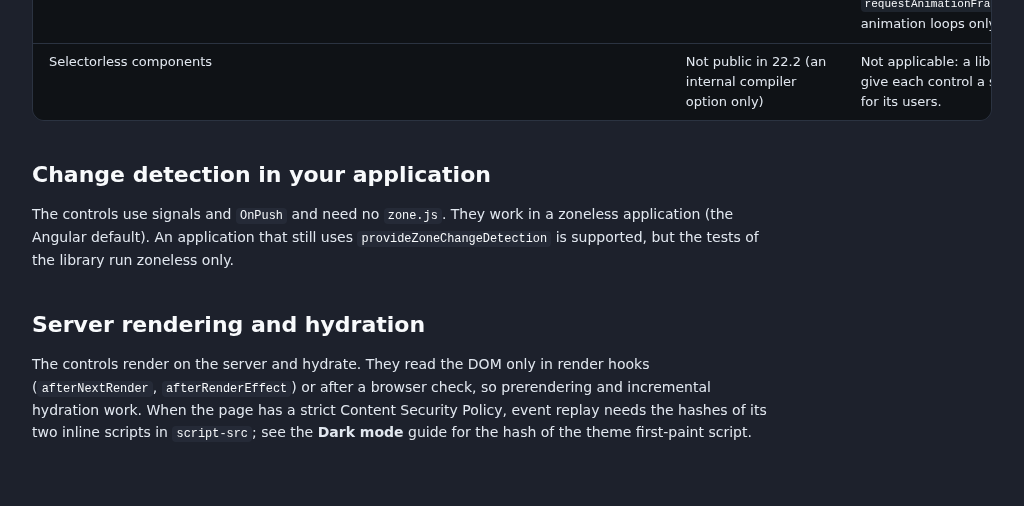 requestAnimationFra
animation loops only
Selectorless components
Not public in 22.2 (an
internal compiler
option only)
Not applicable: a lib
give each control a s
for its users.
Change detection in your application
The controls use signals and OnPush and need no zone.js. They work in a zoneless application (the
Angular default). An application that still uses provideZoneChangeDetection is supported, but the tests of
the library run zoneless only.
Server rendering and hydration
The controls render on the server and hydrate. They read the DOM only in render hooks
(afterNextRender, afterRenderEffect) or after a browser check, so prerendering and incremental
hydration work. When the page has a strict Content Security Policy, event replay needs the hashes of its
two inline scripts in script-src; see the Dark mode guide for the hash of the theme first-paint script.